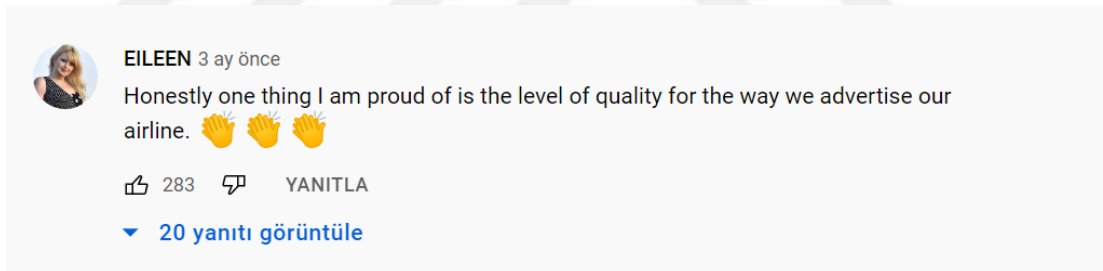 EILEEN 3 ay önce
Honestly one thing I am proud of is the level of quality for the way we advertise our
airline. 👏 👏 👏
283 YANITLA
20 yanıtı görüntüle